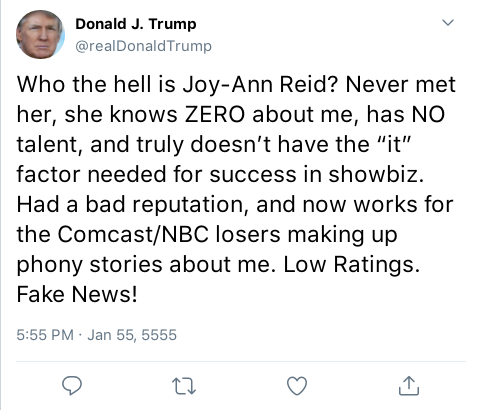 Donald J. Trump
@realDonaldTrump
Who the hell is Joy-Ann Reid? Never met
her, she knows ZERO about me, has NO
talent, and truly doesn’t have the “it”
factor needed for success in showbiz.
Had a bad reputation, and now works for
the Comcast/NBC losers making up
phony stories about me. Low Ratings.
Fake News!
5:55 PM · Jan 55, 5555